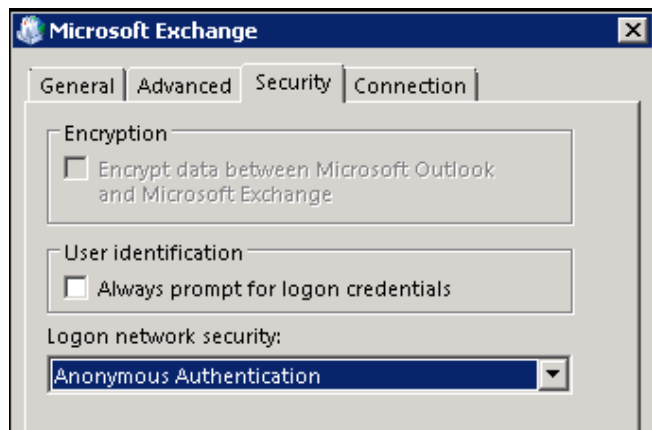 Microsoft Exchange
General Advanced Security Connection
Encryption
Encrypt data between Microsoft Outlook
and Microsoft Exchange
User identification
Always prompt for logon credentials
Logon network security:
Anonymous Authentication